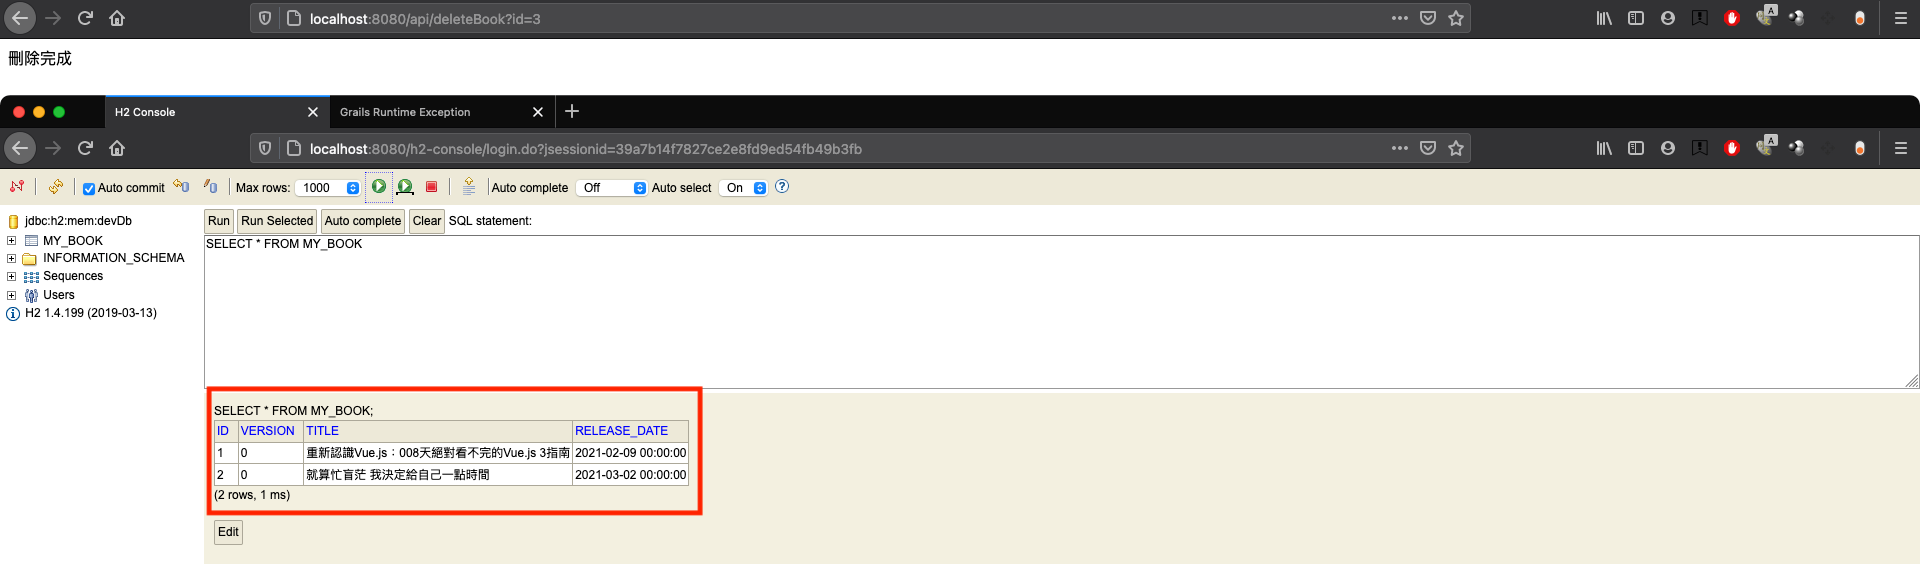 localhost:8080/api/deleteBook?id=3
刪除完成
H2 Console
Grails Runtime Exception
localhost:8080/h2-console/login.do?jsessionid=39a7b14f7827ce2e8fd9ed54fb49b3fb
Auto commit Max rows: 1000 Auto complete Off Auto select On
jdbc:h2:mem:devDb
MY_BOOK
INFORMATION_SCHEMA
Sequences
Users
H2 1.4.199 (2019-03-13)
Run Run Selected Auto complete Clear SQL statement:
SELECT * FROM MY_BOOK
SELECT * FROM MY_BOOK;
ID VERSION TITLE RELEASE_DATE
1 0 重新認識Vue.js：008天絕對看不完的Vue.js 3指南 2021-02-09 00:00:00
2 0 就算忙盲茫 我決定給自己一點時間 2021-03-02 00:00:00
(2 rows, 1 ms)
Edit